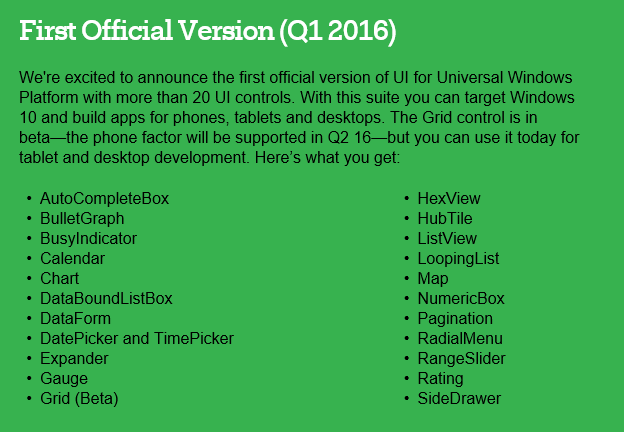 First Official Version (Q1 2016)
We're excited to announce the first official version of UI for Universal Windows
Platform with more than 20 UI controls. With this suite you can target Windows
10 and build apps for phones, tablets and desktops. The Grid control is in
beta—the phone factor will be supported in Q2 16—but you can use it today for
tablet and desktop development. Here’s what you get:
• AutoCompleteBox
• BulletGraph
• BusyIndicator
• Calendar
• Chart
• DataBoundListBox
• DataForm
• DatePicker and TimePicker
• Expander
• Gauge
• Grid (Beta)
• HexView
• HubTile
• ListView
• LoopingList
• Map
• NumericBox
• Pagination
• RadialMenu
• RangeSlider
• Rating
• SideDrawer